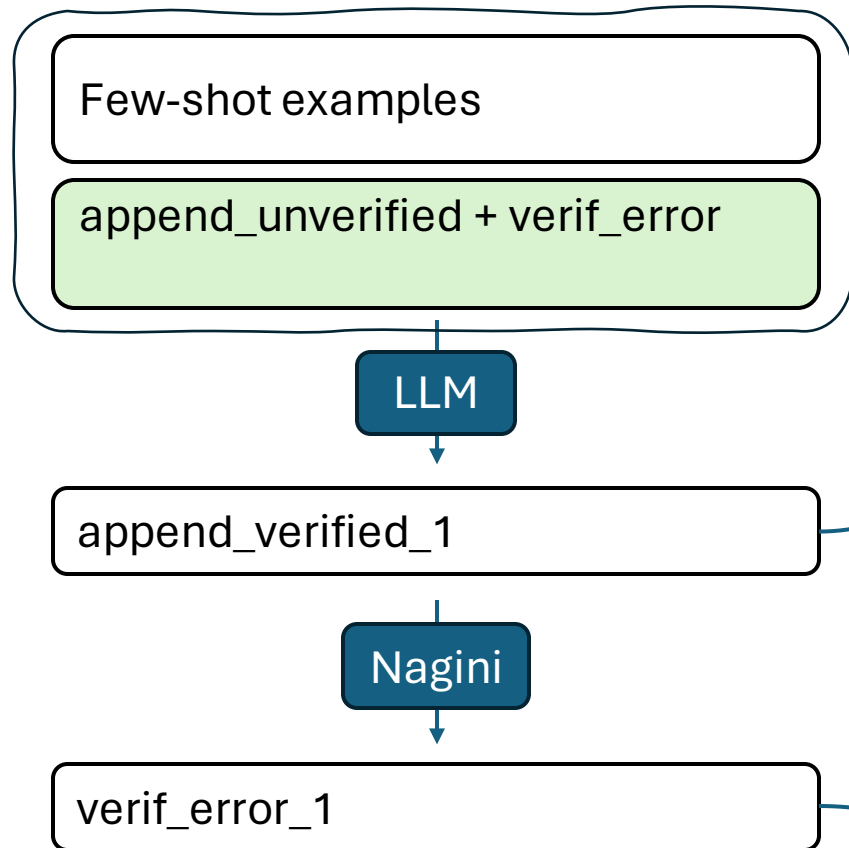 Few-shot examples
append_unverified + verif_error
LLM
append_verified_1
Nagini
verif_error_1